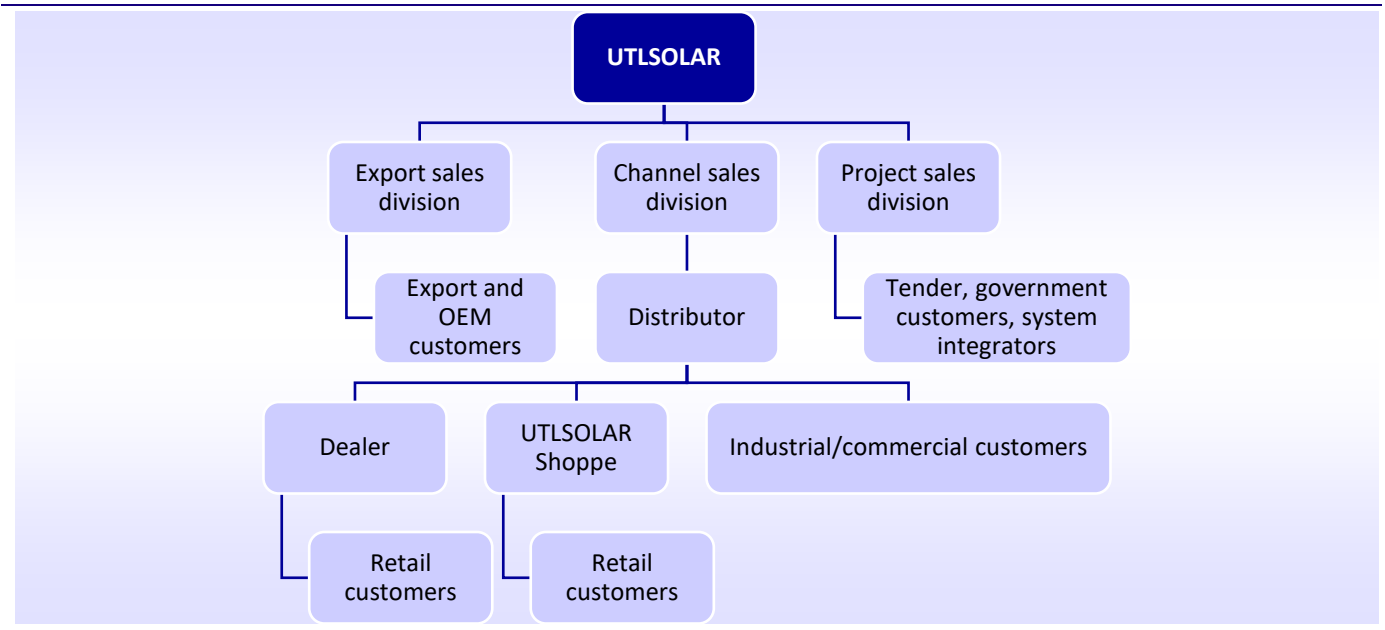 UTLSOLAR
Export sales
division
Channel sales
division
Project sales
division
Export and
OEM
customers
Distributor
Tender, government
customers, system
integrators
Dealer
UTLSOLAR
Shoppe
Industrial/commercial customers
Retail
customers
Retail
customers